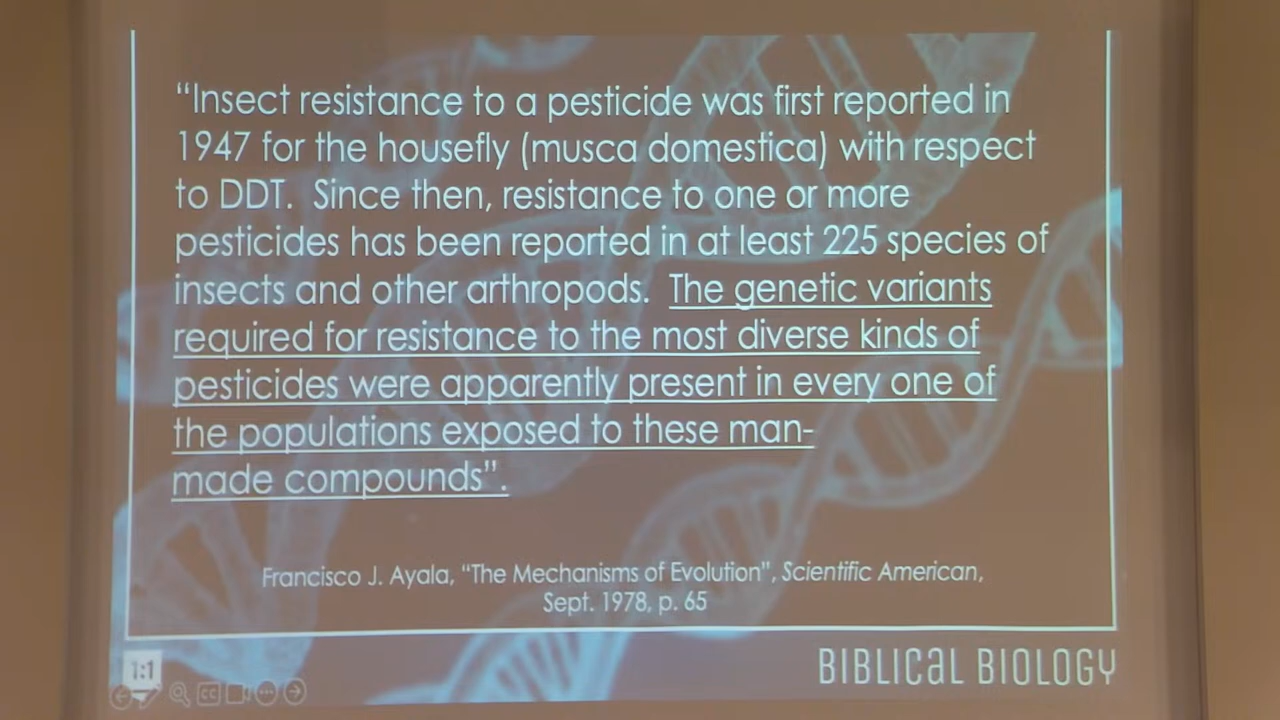 “Insect resistance to a pesticide was first reported in
1947 for the housefly (musca domestica) with respect
to DDT.  Since then, resistance to one or more
pesticides has been reported in at least 225 species of
insects and other arthropods.  The genetic variants
required for resistance to the most diverse kinds of
pesticides were apparently present in every one of
the populations exposed to these man-
made compounds”.
Francisco J. Ayala, “The Mechanisms of Evolution”, Scientific American,
Sept. 1978, p. 65
1:1
BIBLICAL BIOLOGY
CC